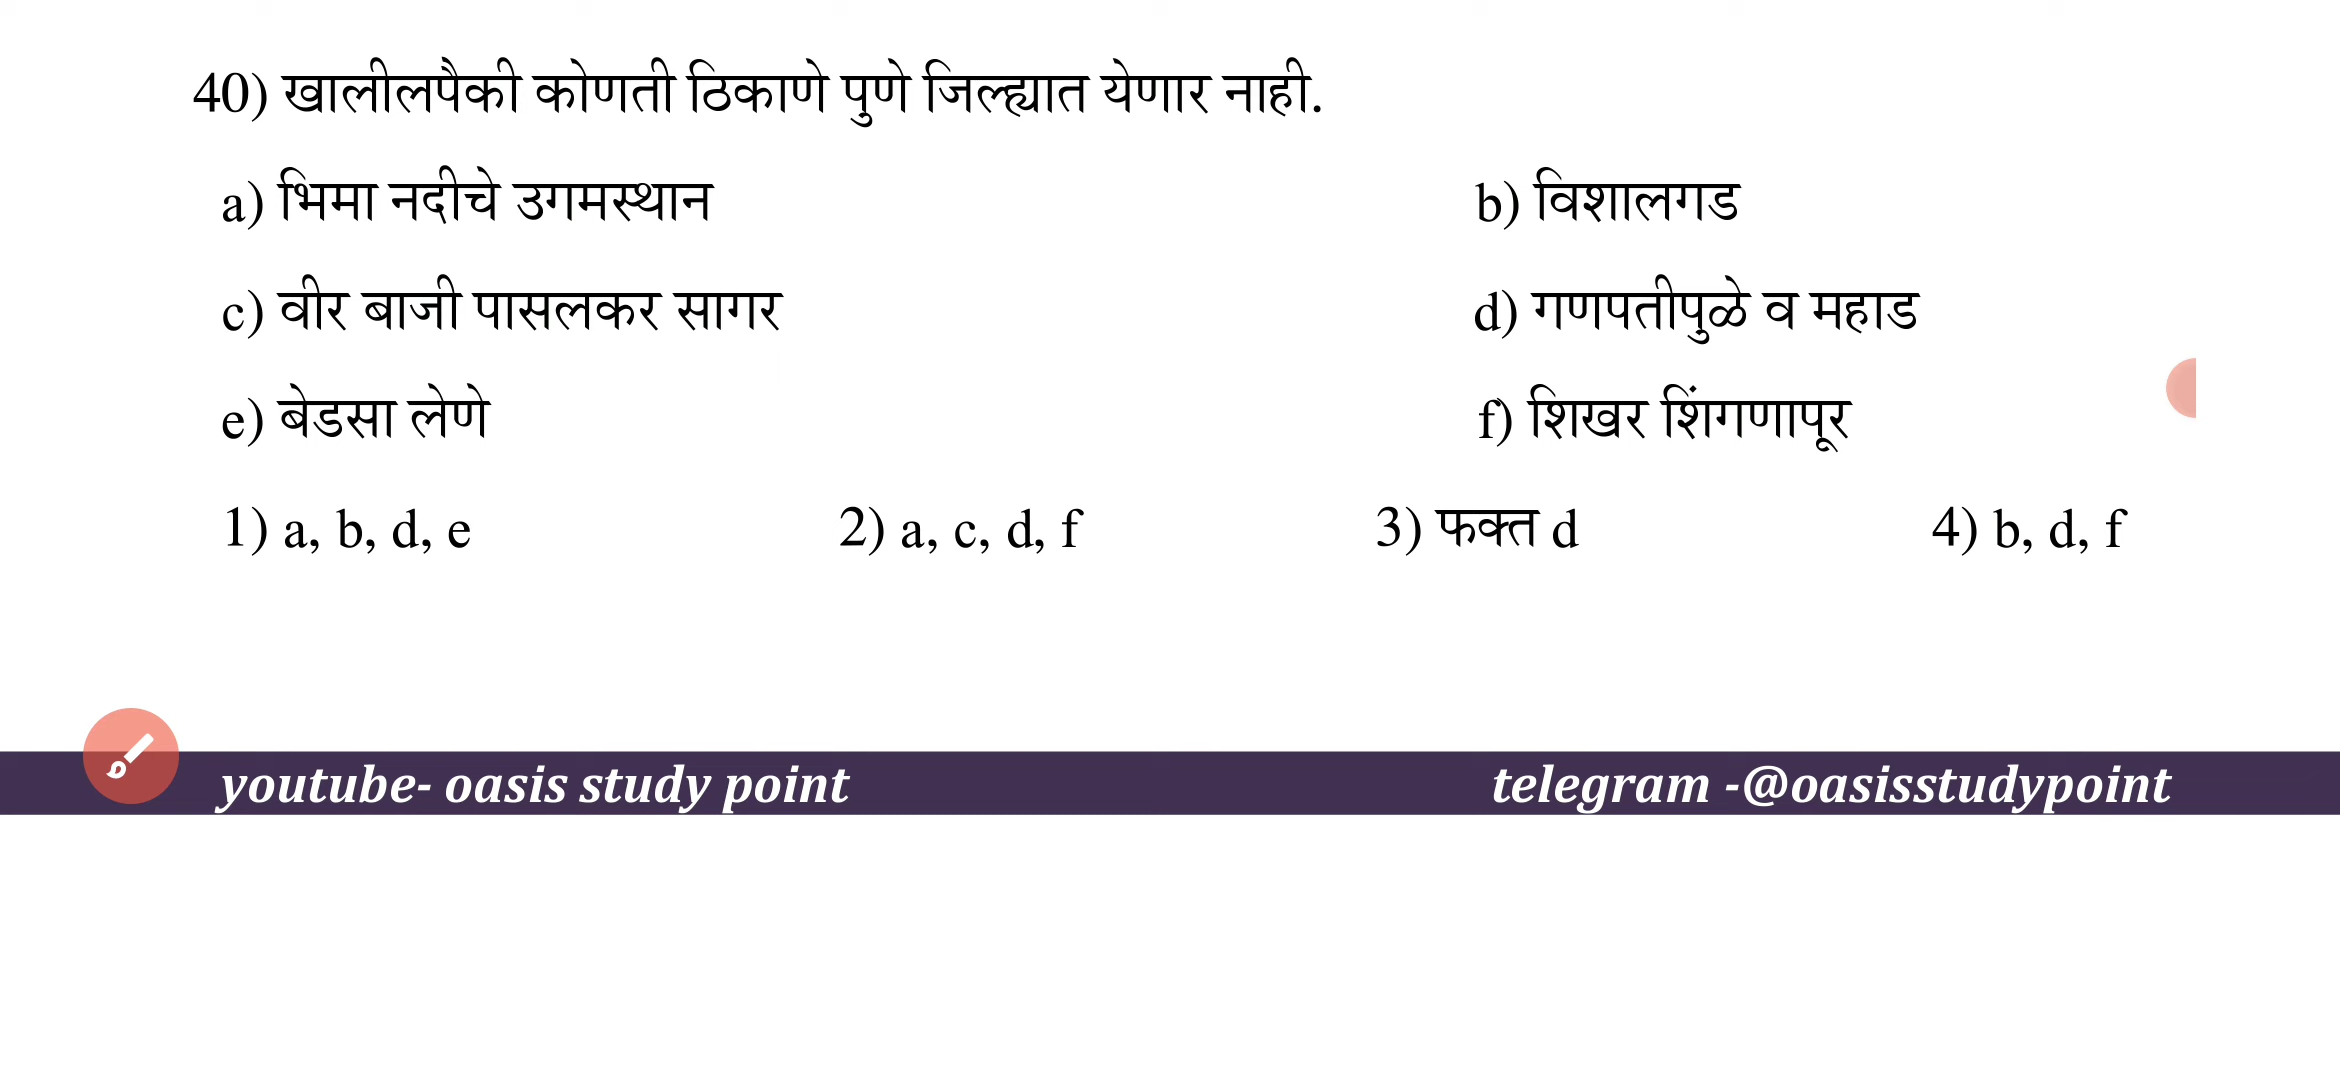 40) खालीलपैकी कोणती ठिकाणे पुणे जिल्ह्यात येणार नाही.
a) भिमा नदीचे उगमस्थान b) विशालगड
c) वीर बाजी पासलकर सागर d) गणपतीपुळे व महाड
e) बेडसा लेणे f) शिखर शिंगणापूर
1) a, b, d, e 2) a, c, d, f 3) फक्त d 4) b, d, f
youtube- oasis study point telegram -@oasisstudypoint